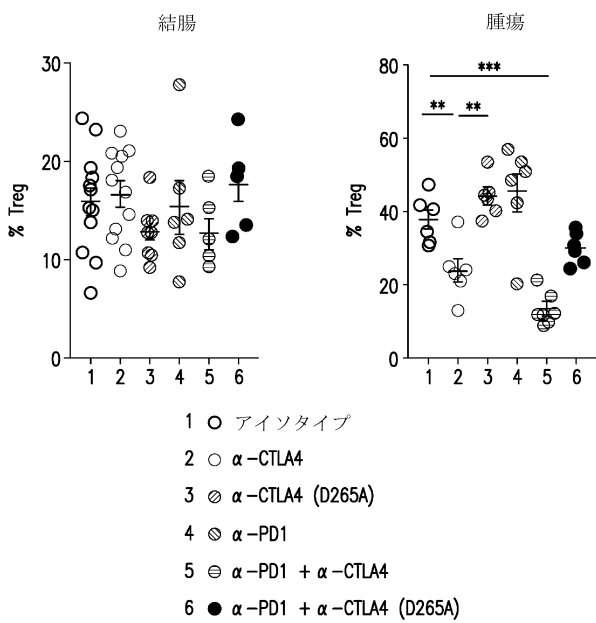 結腸
腫瘍
30
20
10
0
% Treg
1 2 3 4 5 6
80
60
40
20
0
% Treg
***
** **
1 2 3 4 5 6
1 アイソタイプ
2 α-CTLA4
3 α-CTLA4 (D265A)
4 α-PD1
5 α-PD1 + α-CTLA4
6 α-PD1 + α-CTLA4 (D265A)